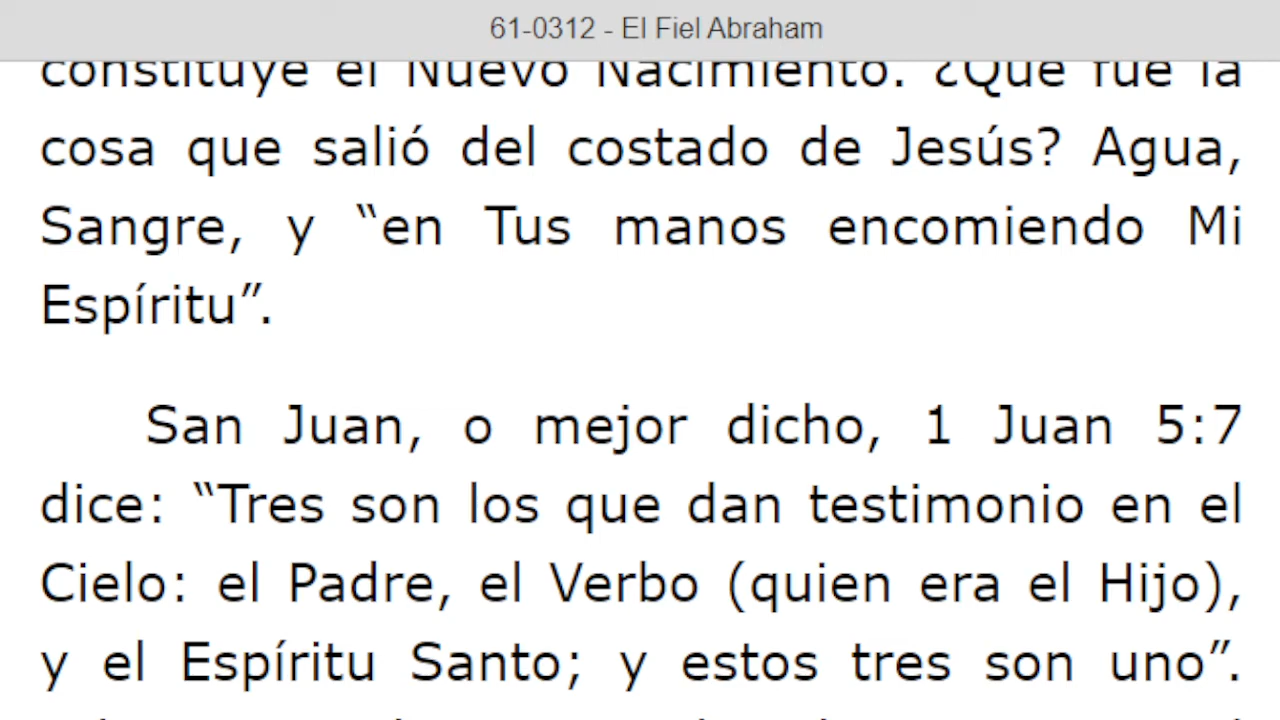 61-0312 - El Fiel Abraham
constituye el Nuevo Nacimiento. ¿Qué fue la
cosa que salió del costado de Jesús? Agua,
Sangre, y “en Tus manos encomiendo Mi
Espíritu”.
San Juan, o mejor dicho, 1 Juan 5:7
dice: “Tres son los que dan testimonio en el
Cielo: el Padre, el Verbo (quien era el Hijo),
y el Espíritu Santo; y estos tres son uno”.